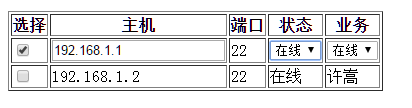 选择 主机 端口 状态 业务
192.168.1.1 22 在线 在线
192.168.1.2 22 在线 许嵩